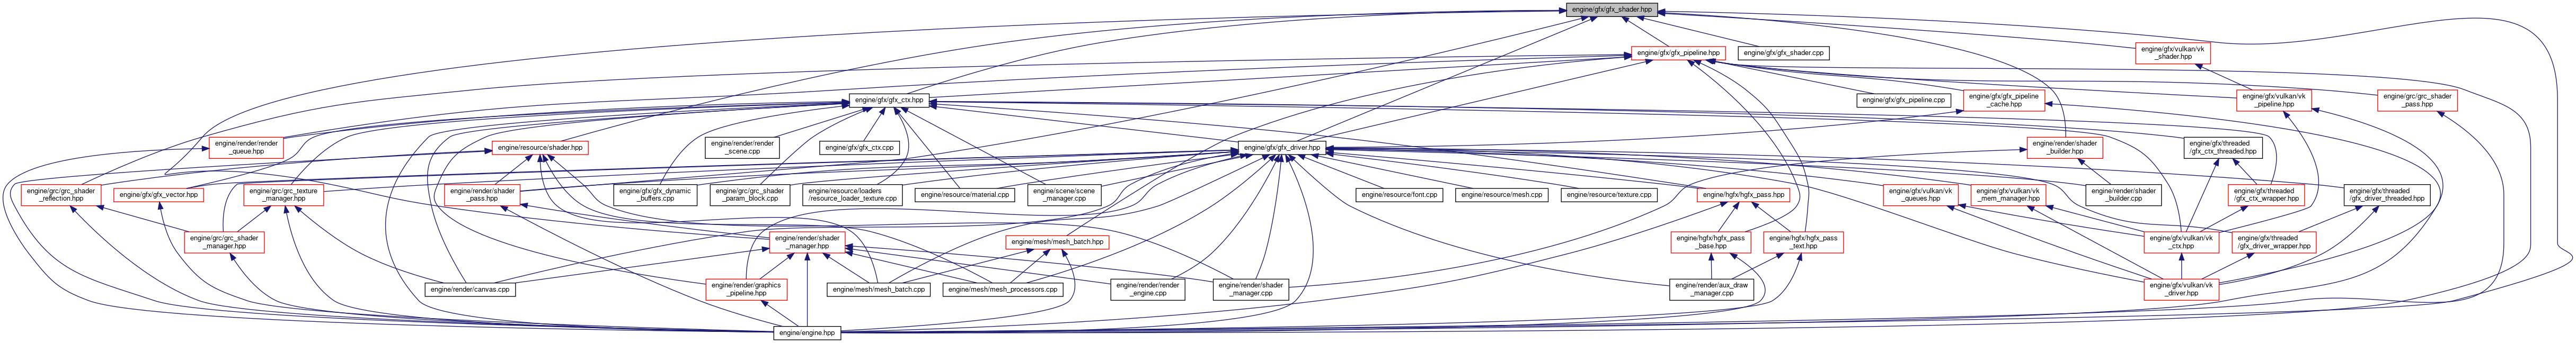 engine/gfx/gfx_shader.hpp
engine/gfx/gfx_pipeline.hpp
engine/gfx/gfx_shader.cpp
engine/gfx/vulkan/vk
_shader.hpp
engine/gfx/gfx_ctx.hpp
engine/gfx/gfx_pipeline.cpp
engine/gfx/gfx_pipeline
_cache.hpp
engine/gfx/vulkan/vk
_pipeline.hpp
engine/grc/grc_shader
_pass.hpp
engine/render/render
_queue.hpp
engine/resource/shader.hpp
engine/render/render
_scene.cpp
engine/gfx/gfx_ctx.cpp
engine/gfx/gfx_driver.hpp
engine/render/shader
_builder.hpp
engine/gfx/threaded
/gfx_ctx_threaded.hpp
engine/grc/grc_shader
_reflection.hpp
engine/gfx/gfx_vector.hpp
engine/grc/grc_texture
_manager.hpp
engine/render/shader
_pass.hpp
engine/gfx/gfx_dynamic
_buffers.cpp
engine/grc/grc_shader
_param_block.cpp
engine/resource/loaders
/resource_loader_texture.cpp
engine/resource/material.cpp
engine/scene/scene
_manager.cpp
engine/resource/font.cpp
engine/resource/mesh.cpp
engine/resource/texture.cpp
engine/hgfx/hgfx_pass.hpp
engine/gfx/vulkan/vk
_queues.hpp
engine/gfx/vulkan/vk
_mem_manager.hpp
engine/render/shader
_builder.cpp
engine/gfx/threaded
/gfx_ctx_wrapper.hpp
engine/gfx/threaded
/gfx_driver_threaded.hpp
engine/grc/grc_shader
_manager.hpp
engine/render/shader
_manager.hpp
engine/mesh/mesh_batch.hpp
engine/hgfx/hgfx_pass
_base.hpp
engine/hgfx/hgfx_pass
_text.hpp
engine/gfx/vulkan/vk
_ctx.hpp
engine/gfx/threaded
/gfx_driver_wrapper.hpp
engine/render/canvas.cpp
engine/render/graphics
_pipeline.hpp
engine/mesh/mesh_batch.cpp
engine/mesh/mesh_processors.cpp
engine/render/render
_engine.cpp
engine/render/shader
_manager.cpp
engine/render/aux_draw
_manager.cpp
engine/gfx/vulkan/vk
_driver.hpp
engine/engine.hpp